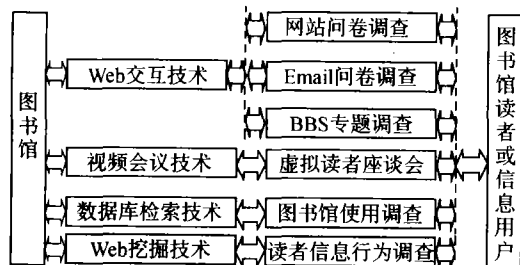 图书馆
网站问卷调查
Web交互技术
Email问卷调查
BBS专题调查
视频会议技术
虚拟读者座谈会
数据库检索技术
图书馆使用调查
Web挖掘技术
读者信息行为调查
图书馆读者或信息用户